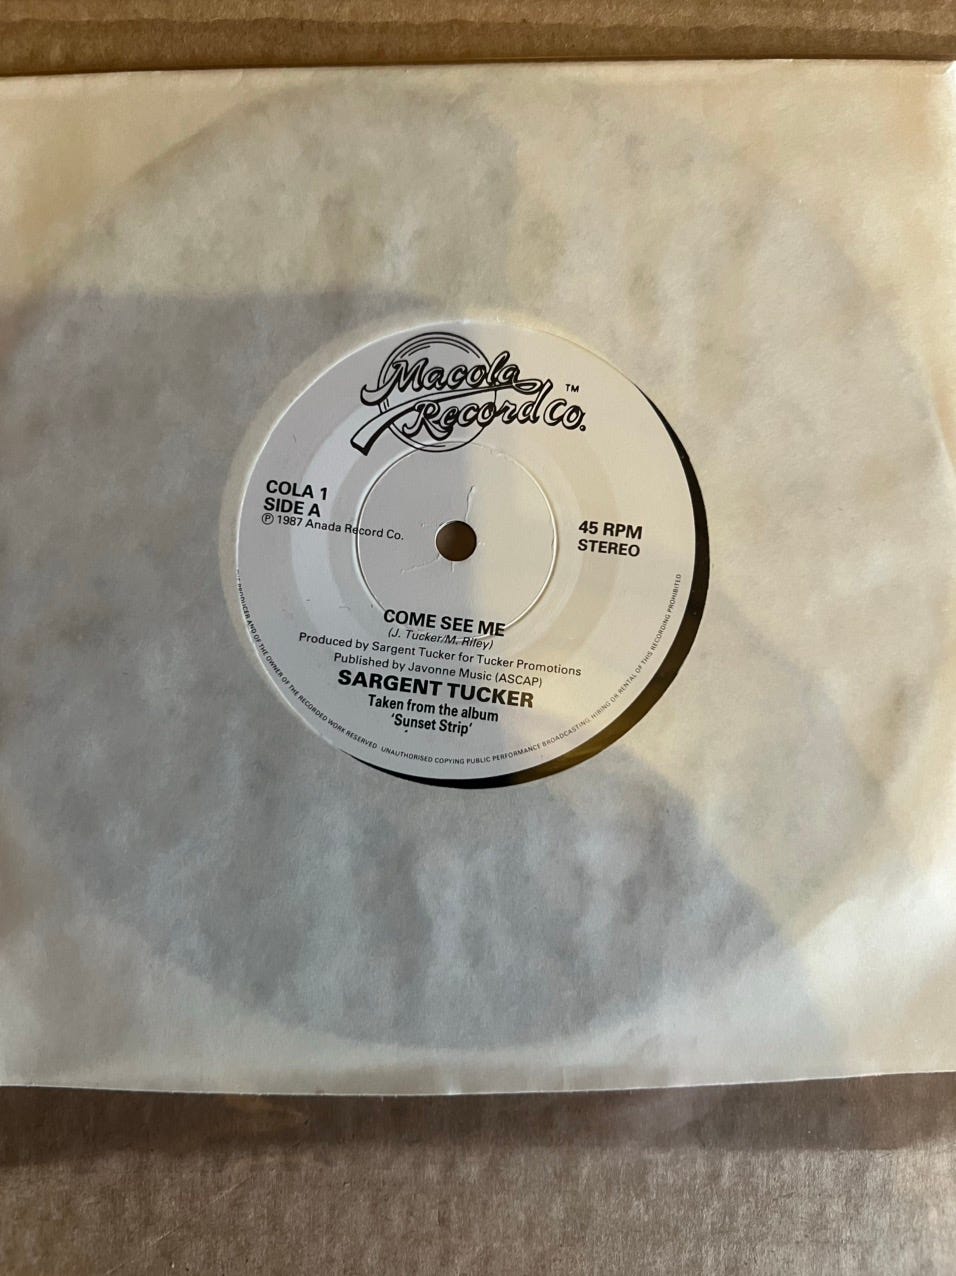 Macola
Record Co.
™
COLA 1
SIDE A
℗ 1987 Anada Record Co.
45 RPM
STEREO
COME SEE ME
(J. Tucker/M. Riley)
Produced by Sargent Tucker for Tucker Promotions
Published by Javonne Music (ASCAP)
SARGENT TUCKER
Taken from the album
'Sunset Strip'
PRODUCER AND OF THE OWNER OF THE RECORDED WORK RESERVED UNAUTHORISED COPYING PUBLIC PERFORMANCE BROADCASTING, HIRING OR RENTAL OF THIS RECORDING PROHIBITED